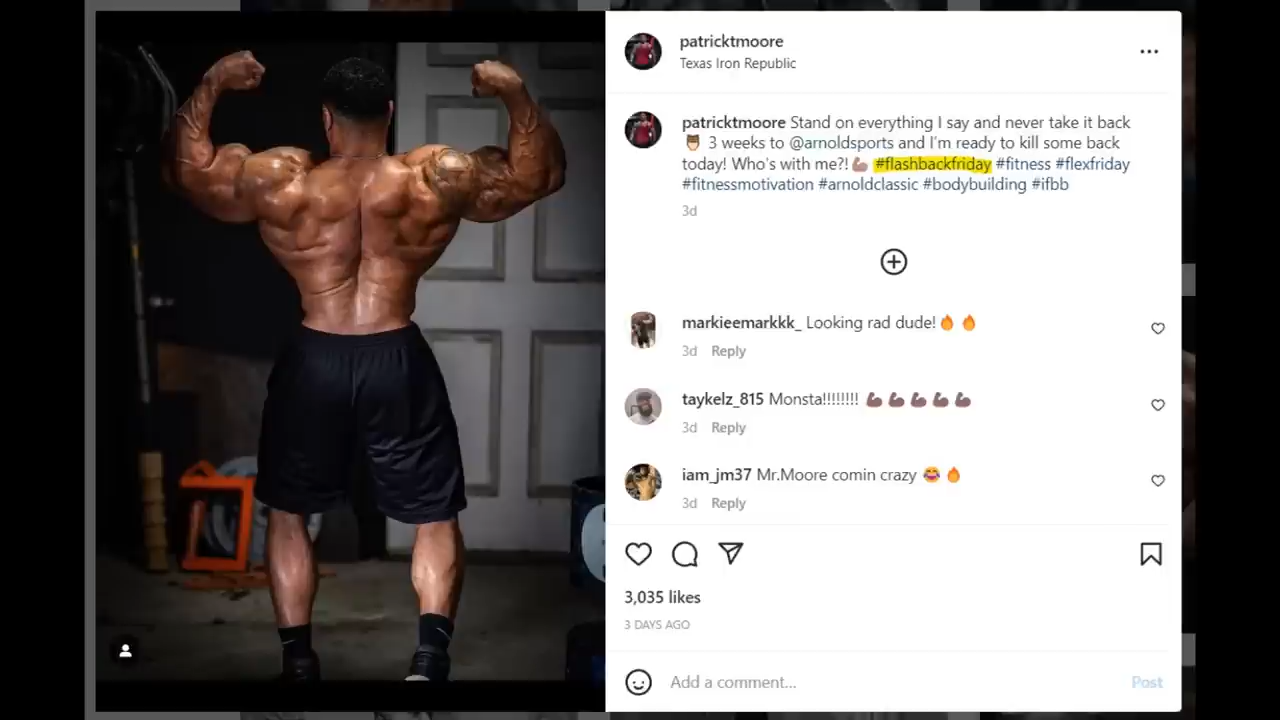 patricktmoore
Texas Iron Republic
patricktmoore Stand on everything I say and never take it back
🦉 3 weeks to @arnoldsports and I'm ready to kill some back
today! Who's with me?!💪🏽 #flashbackfriday #fitness #flexfriday
#fitnessmotivation #arnoldclassic #bodybuilding #ifbb
3d
markieemarkkk_ Looking rad dude!🔥🔥
3d Reply
taykelz_815 Monsta!!!!!!!! 💪🏿💪🏿💪🏿💪🏿💪🏿
3d Reply
iam_jm37 Mr.Moore comin crazy 😂🔥
3d Reply
3,035 likes
3 DAYS AGO
Add a comment... Post